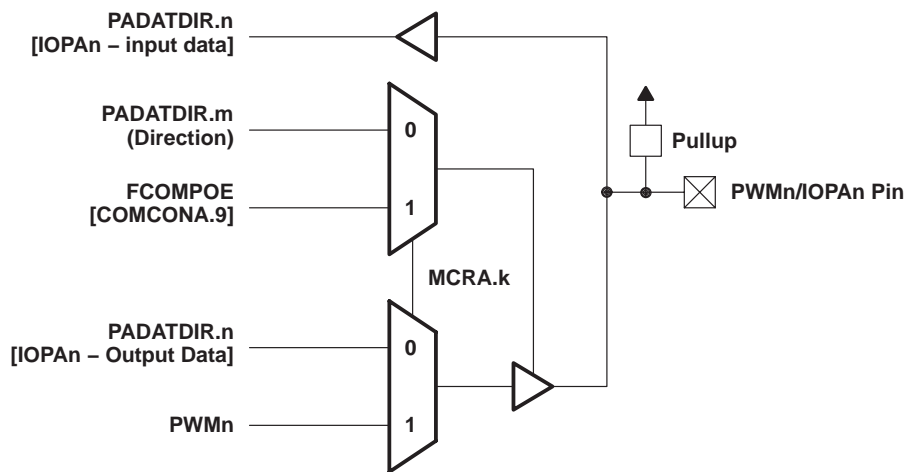 PADATDIR.n
[IOPAn – input data]
PADATDIR.m
(Direction)
0
Pullup
FCOMPOE
[COMCONA.9]
1
PWMn/IOPAn Pin
MCRA.k
PADATDIR.n
[IOPAn – Output Data]
0
PWMn
1